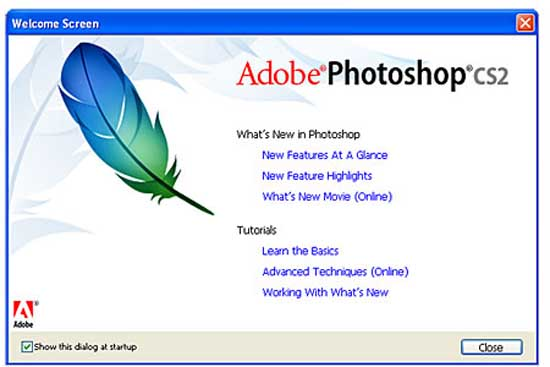 Welcome Screen
Adobe®Photoshop®CS2
What's New in Photoshop
New Features At A Glance
New Feature Highlights
What's New Movie (Online)
Tutorials
Learn the Basics
Advanced Techniques (Online)
Working With What's New
Adobe®
Show this dialog at startup
Close